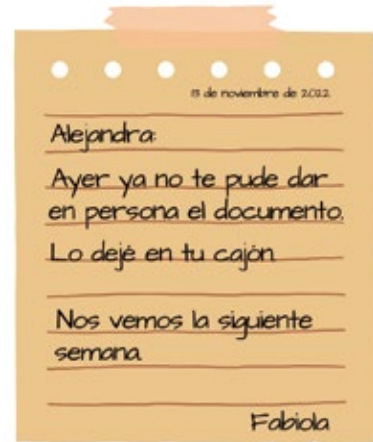 13 de noviembre de 2022
Alejandra:
Ayer ya no te pude dar
en persona el documento.
Lo dejé en tu cajón
Nos vemos la siguiente
semana
Fabiola